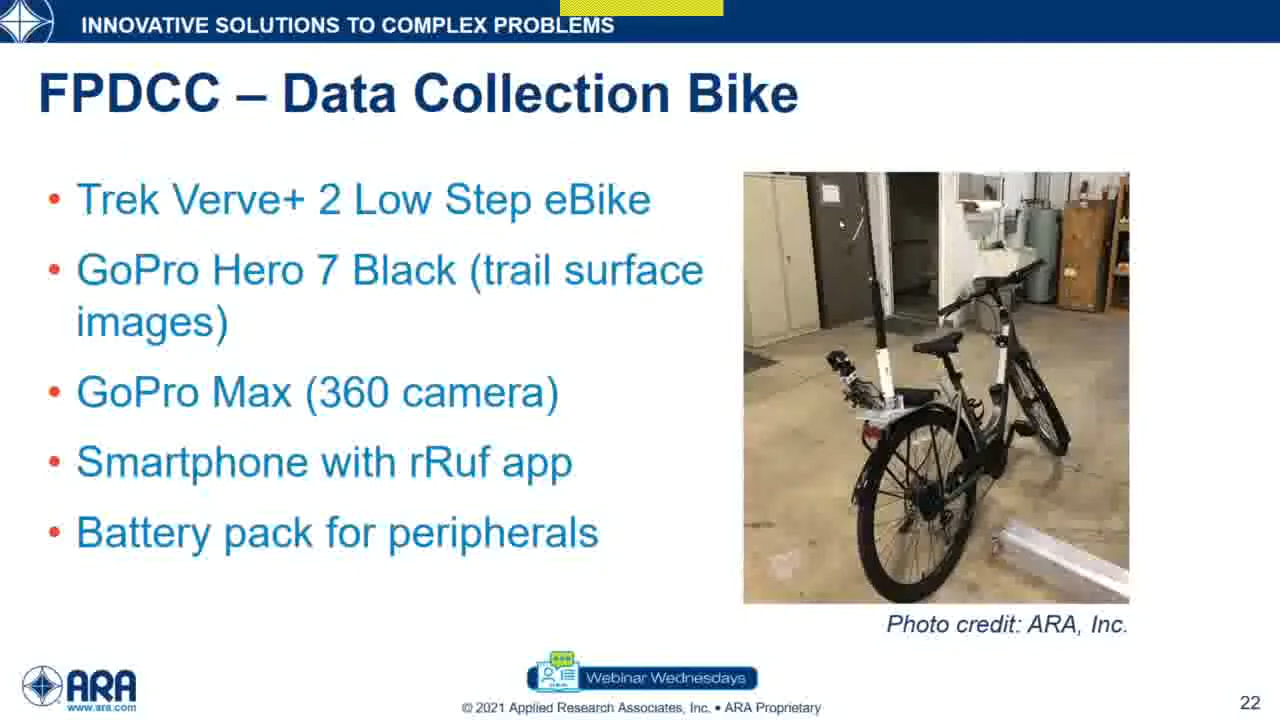 INNOVATIVE SOLUTIONS TO COMPLEX PROBLEMS
FPDCC – Data Collection Bike
• Trek Verve+ 2 Low Step eBike
• GoPro Hero 7 Black (trail surface
images)
• GoPro Max (360 camera)
• Smartphone with rRuf app
• Battery pack for peripherals
Photo credit: ARA, Inc.
ARA
www.ara.com
Webinar Wednesdays
© 2021 Applied Research Associates, Inc. • ARA Proprietary
22